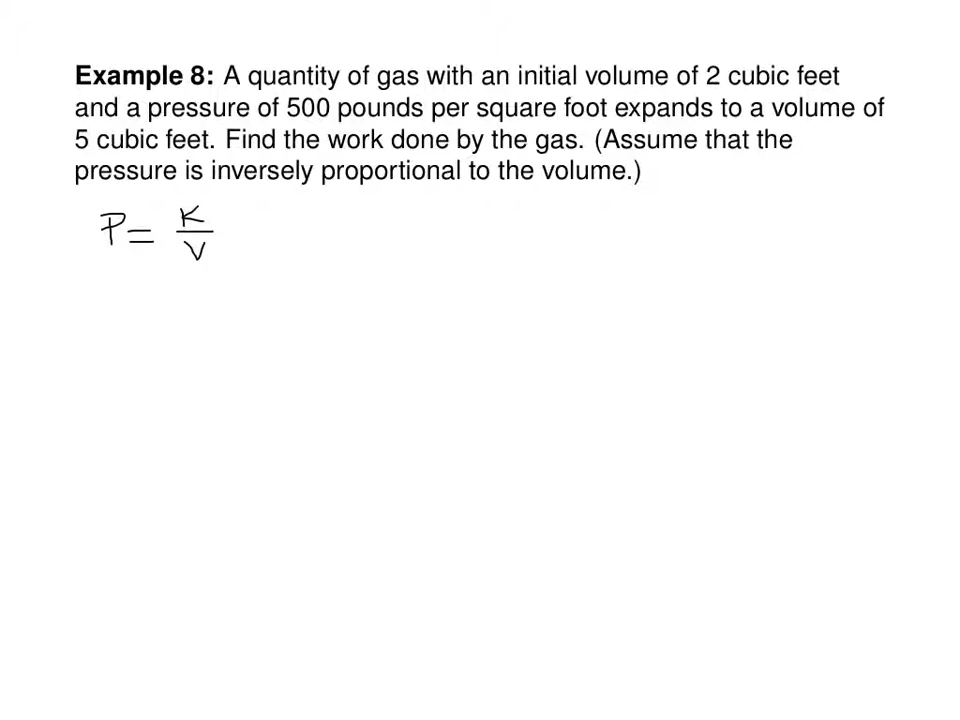 Example 8: A quantity of gas with an initial volume of 2 cubic feet
and a pressure of 500 pounds per square foot expands to a volume of
5 cubic feet. Find the work done by the gas. (Assume that the
pressure is inversely proportional to the volume.)
P = K/V